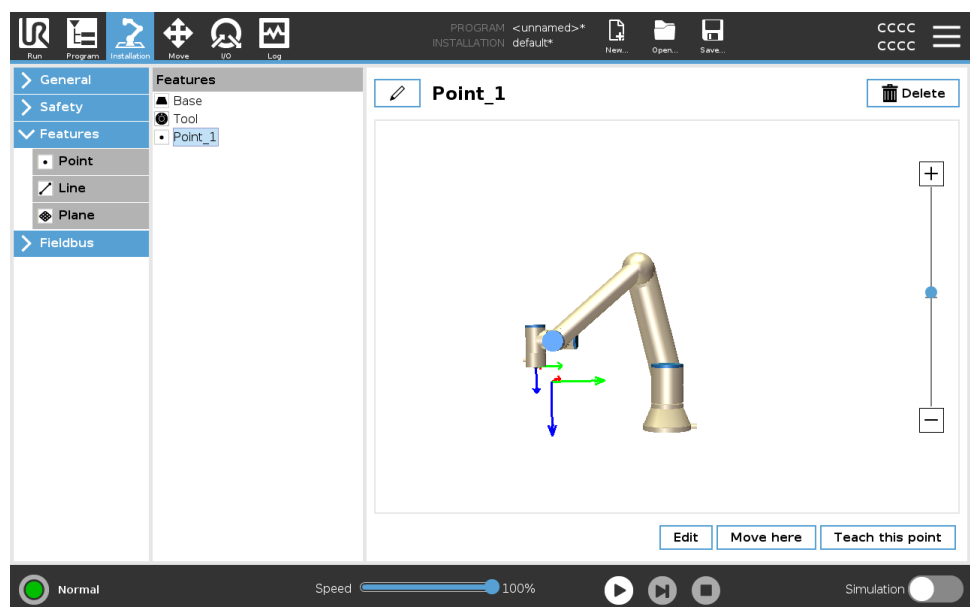 UR
Run
Program
Installation
Move
I/O
Log
PROGRAM <unnamed>*
INSTALLATION default*
New...
Open...
Save...
CCCC
CCCC
General
Safety
Features
Point
Line
Plane
Fieldbus
Features
Base
Tool
Point_1
Point_1
Delete
+
−
Edit
Move here
Teach this point
Normal
Speed
100%
Simulation